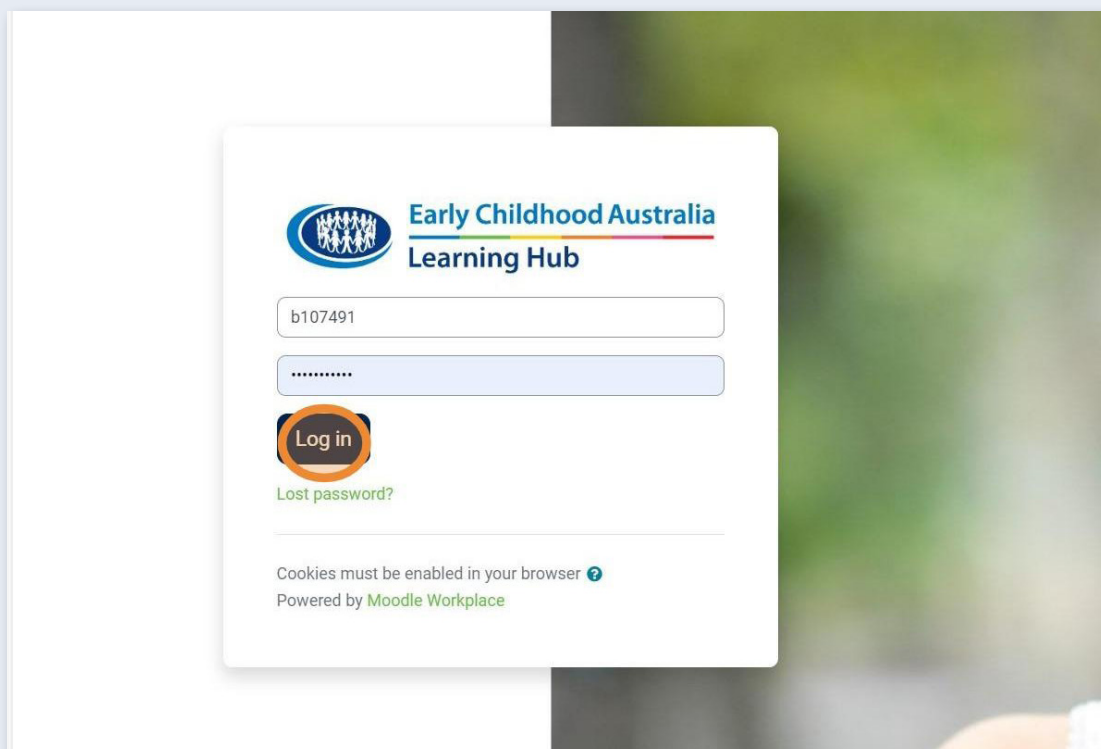 Early Childhood Australia
Learning Hub
b107491
•••••••••••
Log in
Lost password?
Cookies must be enabled in your browser
Powered by Moodle Workplace